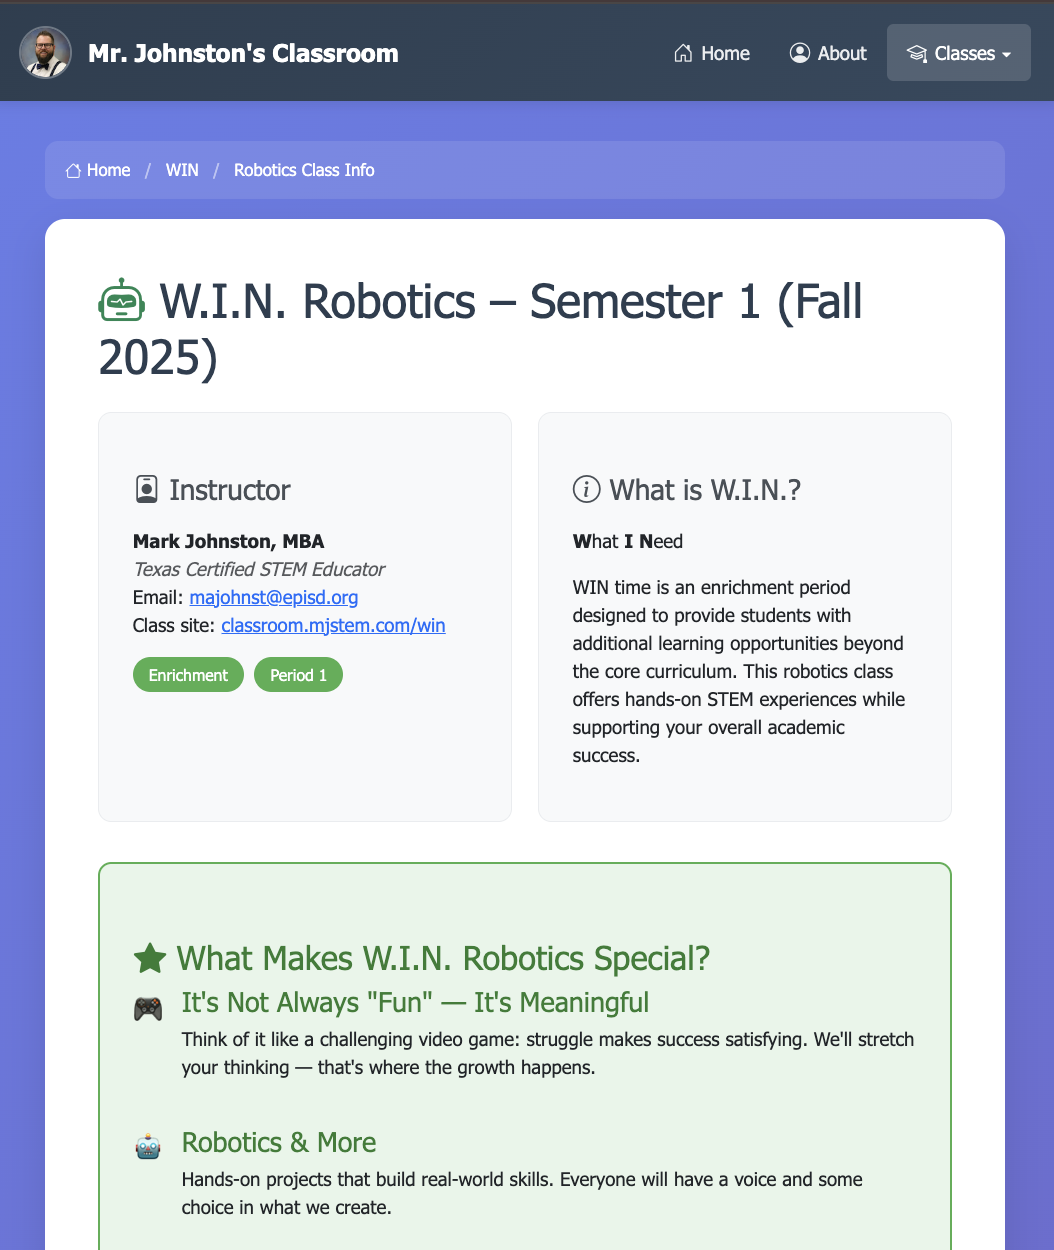 Mr. Johnston's Classroom
Home
About
Classes
Home / WIN / Robotics Class Info
W.I.N. Robotics – Semester 1 (Fall
2025)
Instructor
Mark Johnston, MBA
Texas Certified STEM Educator
Email: majohnst@episd.org
Class site: classroom.mjstem.com/win
Enrichment
Period 1
What is W.I.N.?
What I Need
WIN time is an enrichment period
designed to provide students with
additional learning opportunities beyond
the core curriculum. This robotics class
offers hands-on STEM experiences while
supporting your overall academic
success.
What Makes W.I.N. Robotics Special?
It's Not Always "Fun" — It's Meaningful
Think of it like a challenging video game: struggle makes success satisfying. We'll stretch
your thinking — that's where the growth happens.
Robotics & More
Hands-on projects that build real-world skills. Everyone will have a voice and some
choice in what we create.